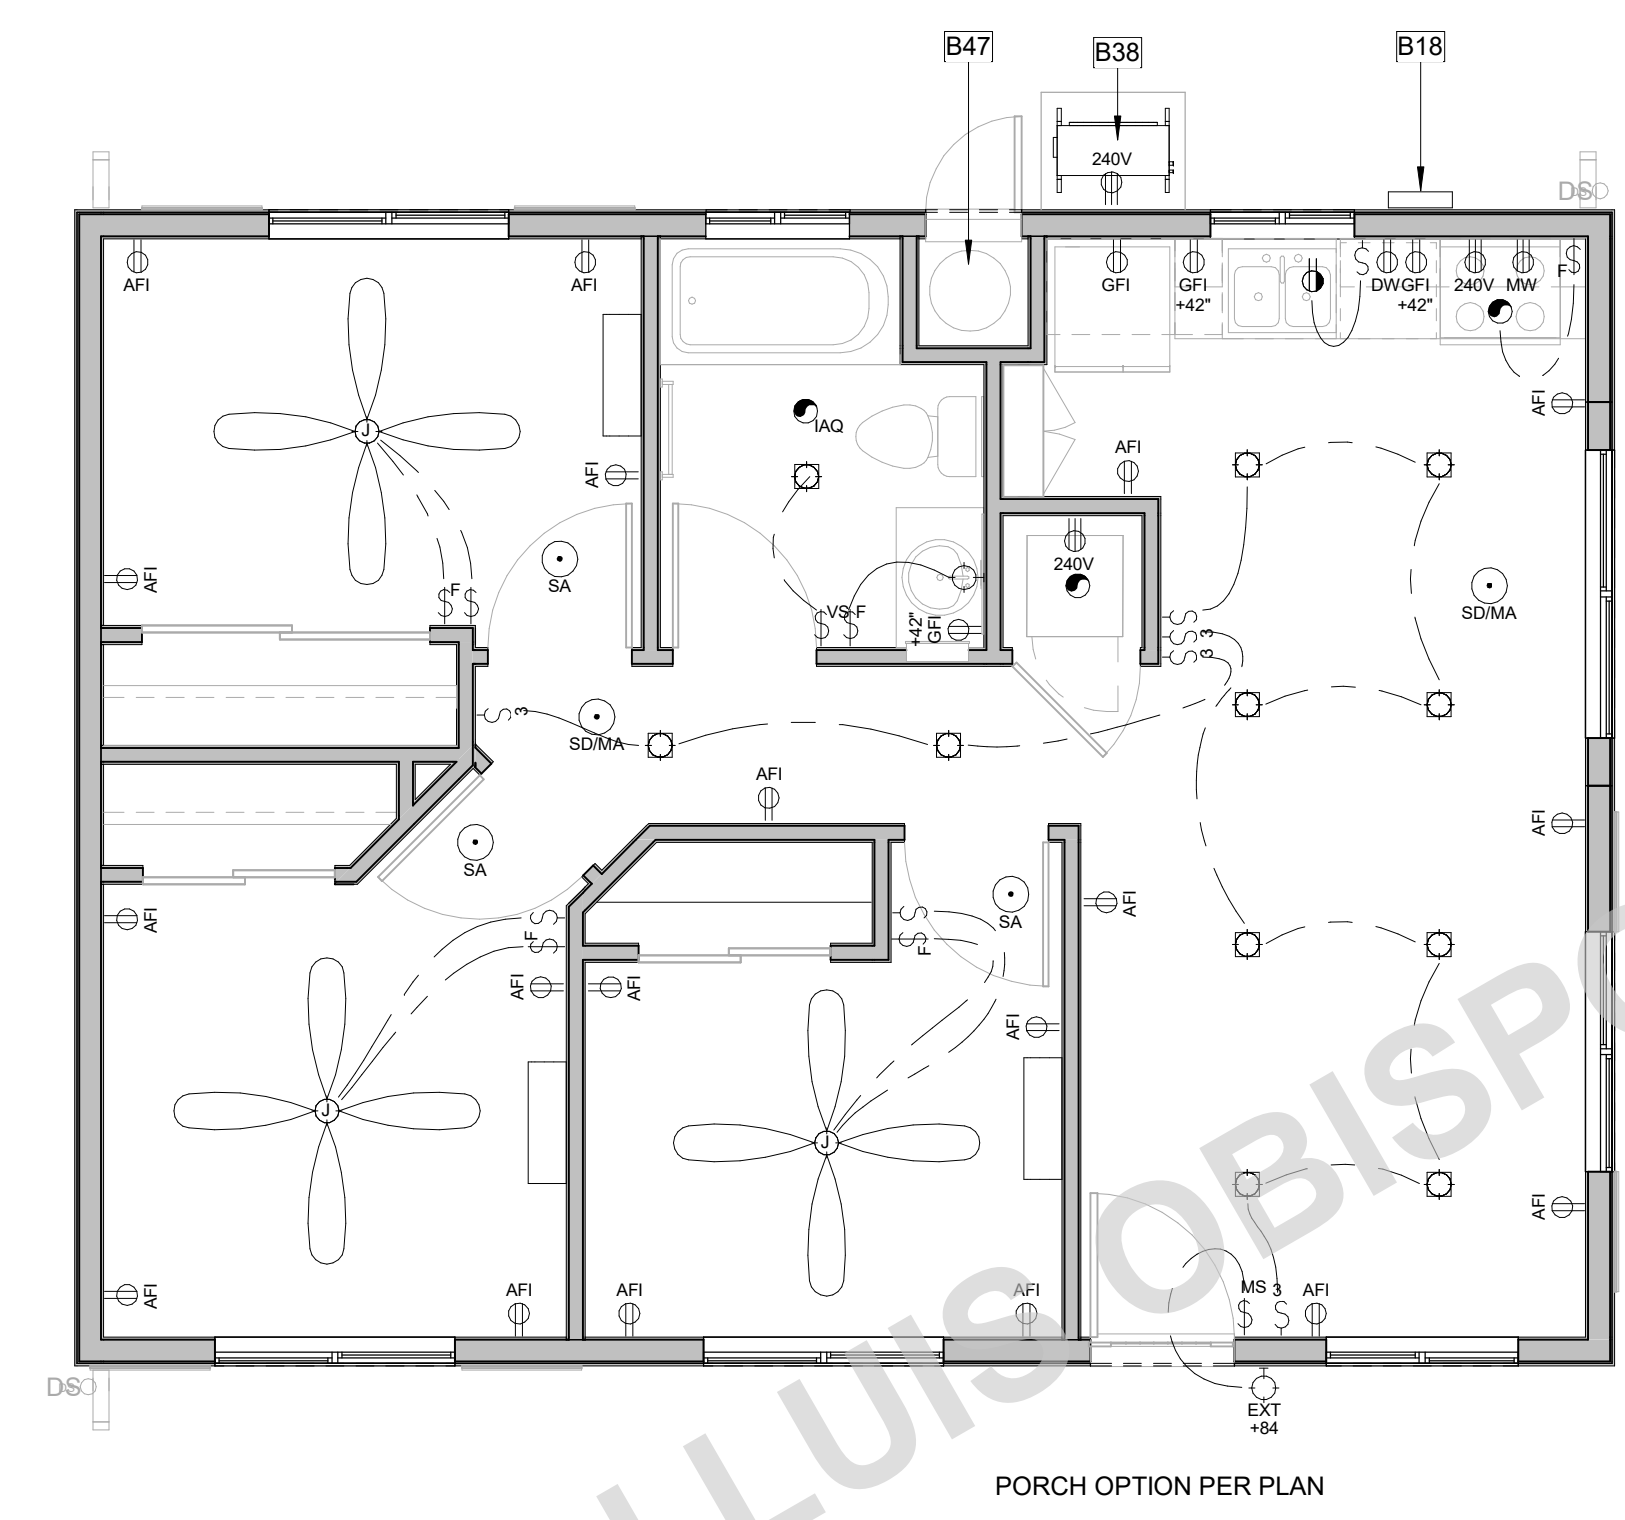 B47
B38
B18
240V
DS
AFI
AFI
GFI
GFI
+42"
DW
GFI
+42"
240V
MW
F
S
S
J
IAQ
AFI
AFI
AFI
AFI
SA
240V
SD/MA
F
S
S
VS
F
S
S
+42"
GFI
S
S
3
S
3
S
3
SD/MA
AFI
AFI
SA
AFI
SA
AFI
S
F
S
S
S
F
AFI
AFI
AFI
AFI
J
J
AFI
AFI
AFI
AFI
AFI
MS
3
AFI
S
S
DS
EXT
+84
LUIS OBISPO
PORCH OPTION PER PLAN